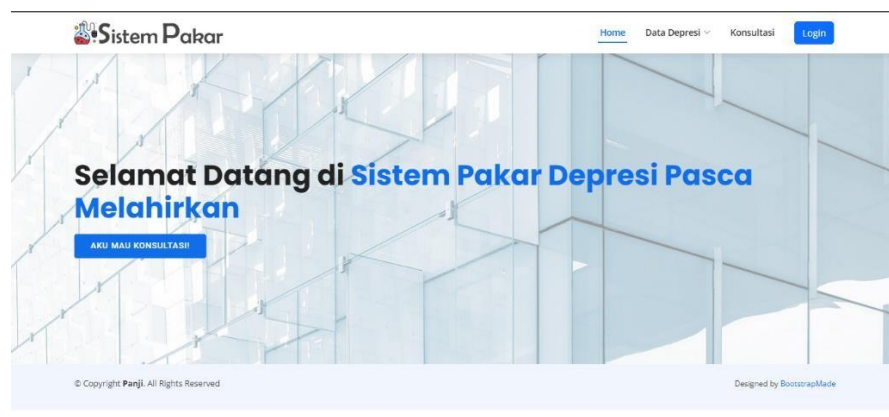 Sistem Pakar
Home Data Depresi Konsultasi Login
Selamat Datang di Sistem Pakar Depresi Pasca
Melahirkan
AKU MAU KONSULTASI!
© Copyright Panji. All Rights Reserved
Designed by BootstrapMade